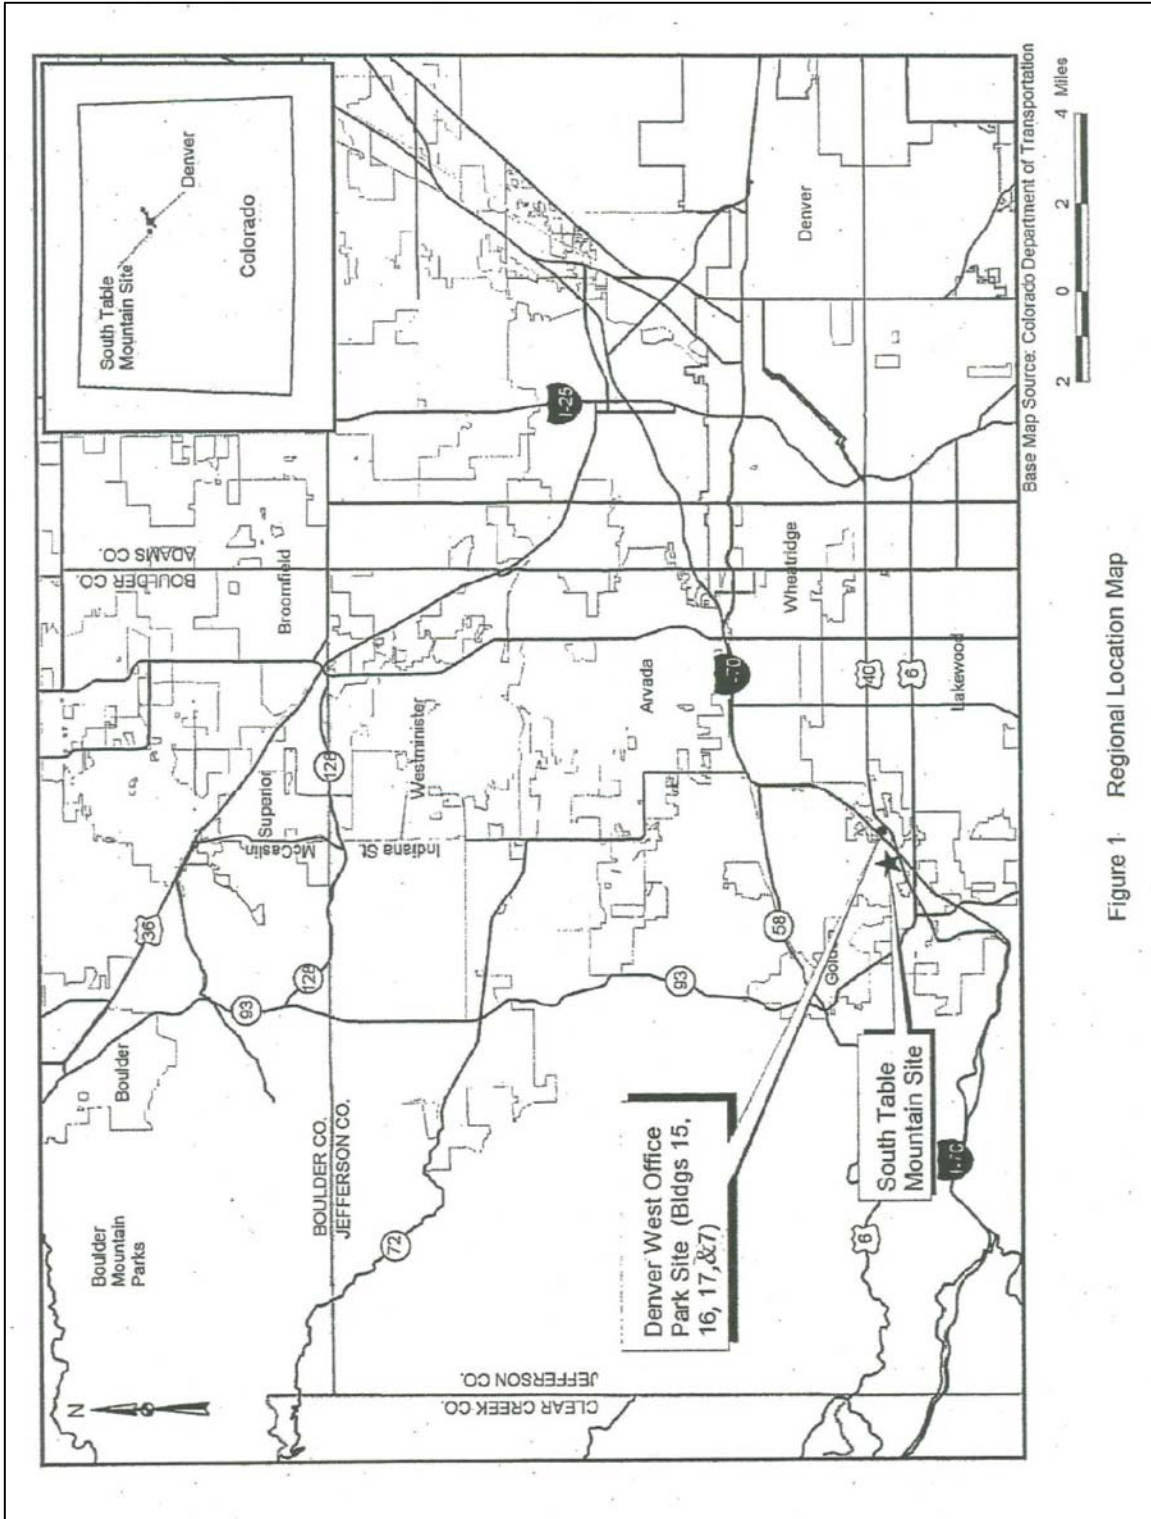 N
Boulder
Mountain
Parks
Boulder
36
93
128
McCaslin
Superior
128
Broomfield
BOULDER CO.
ADAMS CO.
South Table
Mountain Site
Denver
Colorado
BOULDER CO.
JEFFERSON CO.
72
Indiana St.
Westminister
I-25
CLEAR CREEK CO.
JEFFERSON CO.
Denver West Office
Park Site (Bldgs 15,
16, 17,&7)
93
58
Arvada
I-70
Wheatridge
Denver
South Table
Mountain Site
40
6
Lakewood
6
I-70
Base Map Source: Colorado Department of Transportation
2 0 2 4 Miles
Figure 1 Regional Location Map